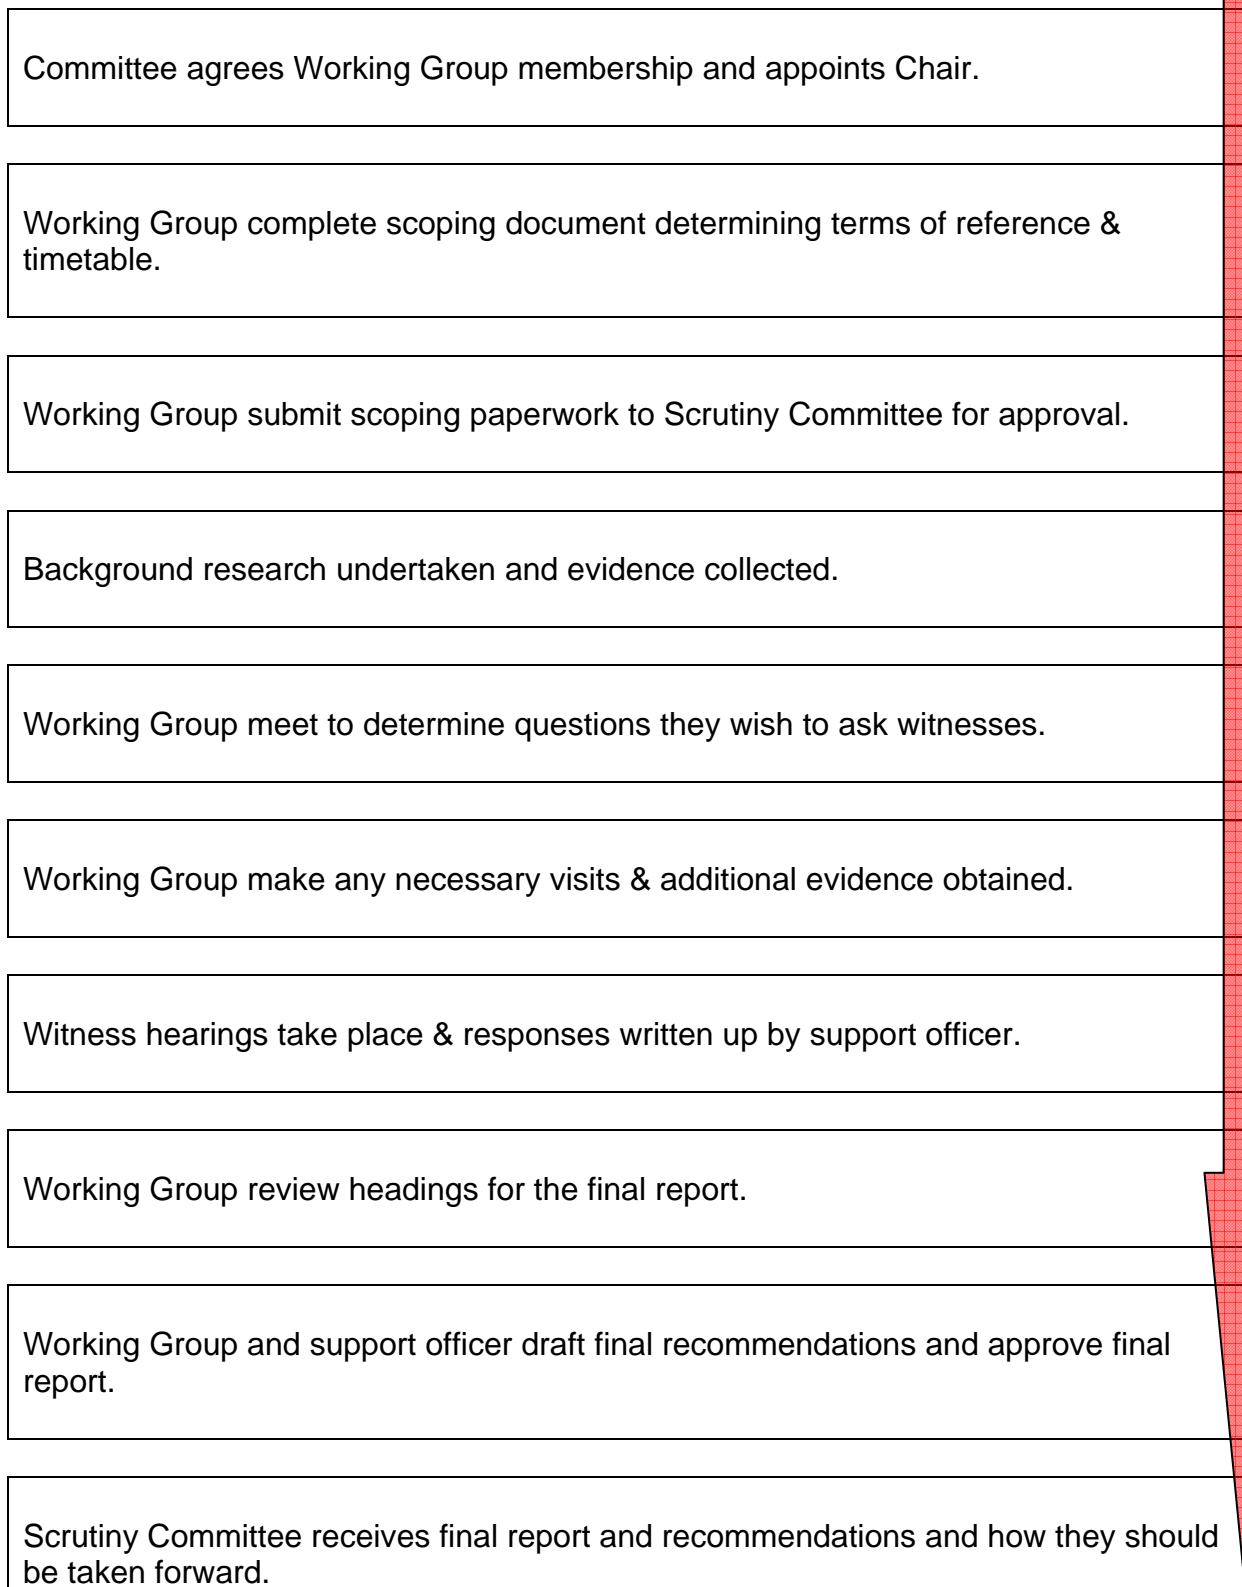 Committee agrees Working Group membership and appoints Chair.
Working Group complete scoping document determining terms of reference &
timetable.
Working Group submit scoping paperwork to Scrutiny Committee for approval.
Background research undertaken and evidence collected.
Working Group meet to determine questions they wish to ask witnesses.
Working Group make any necessary visits & additional evidence obtained.
Witness hearings take place & responses written up by support officer.
Working Group review headings for the final report.
Working Group and support officer draft final recommendations and approve final
report.
Scrutiny Committee receives final report and recommendations and how they should
be taken forward.